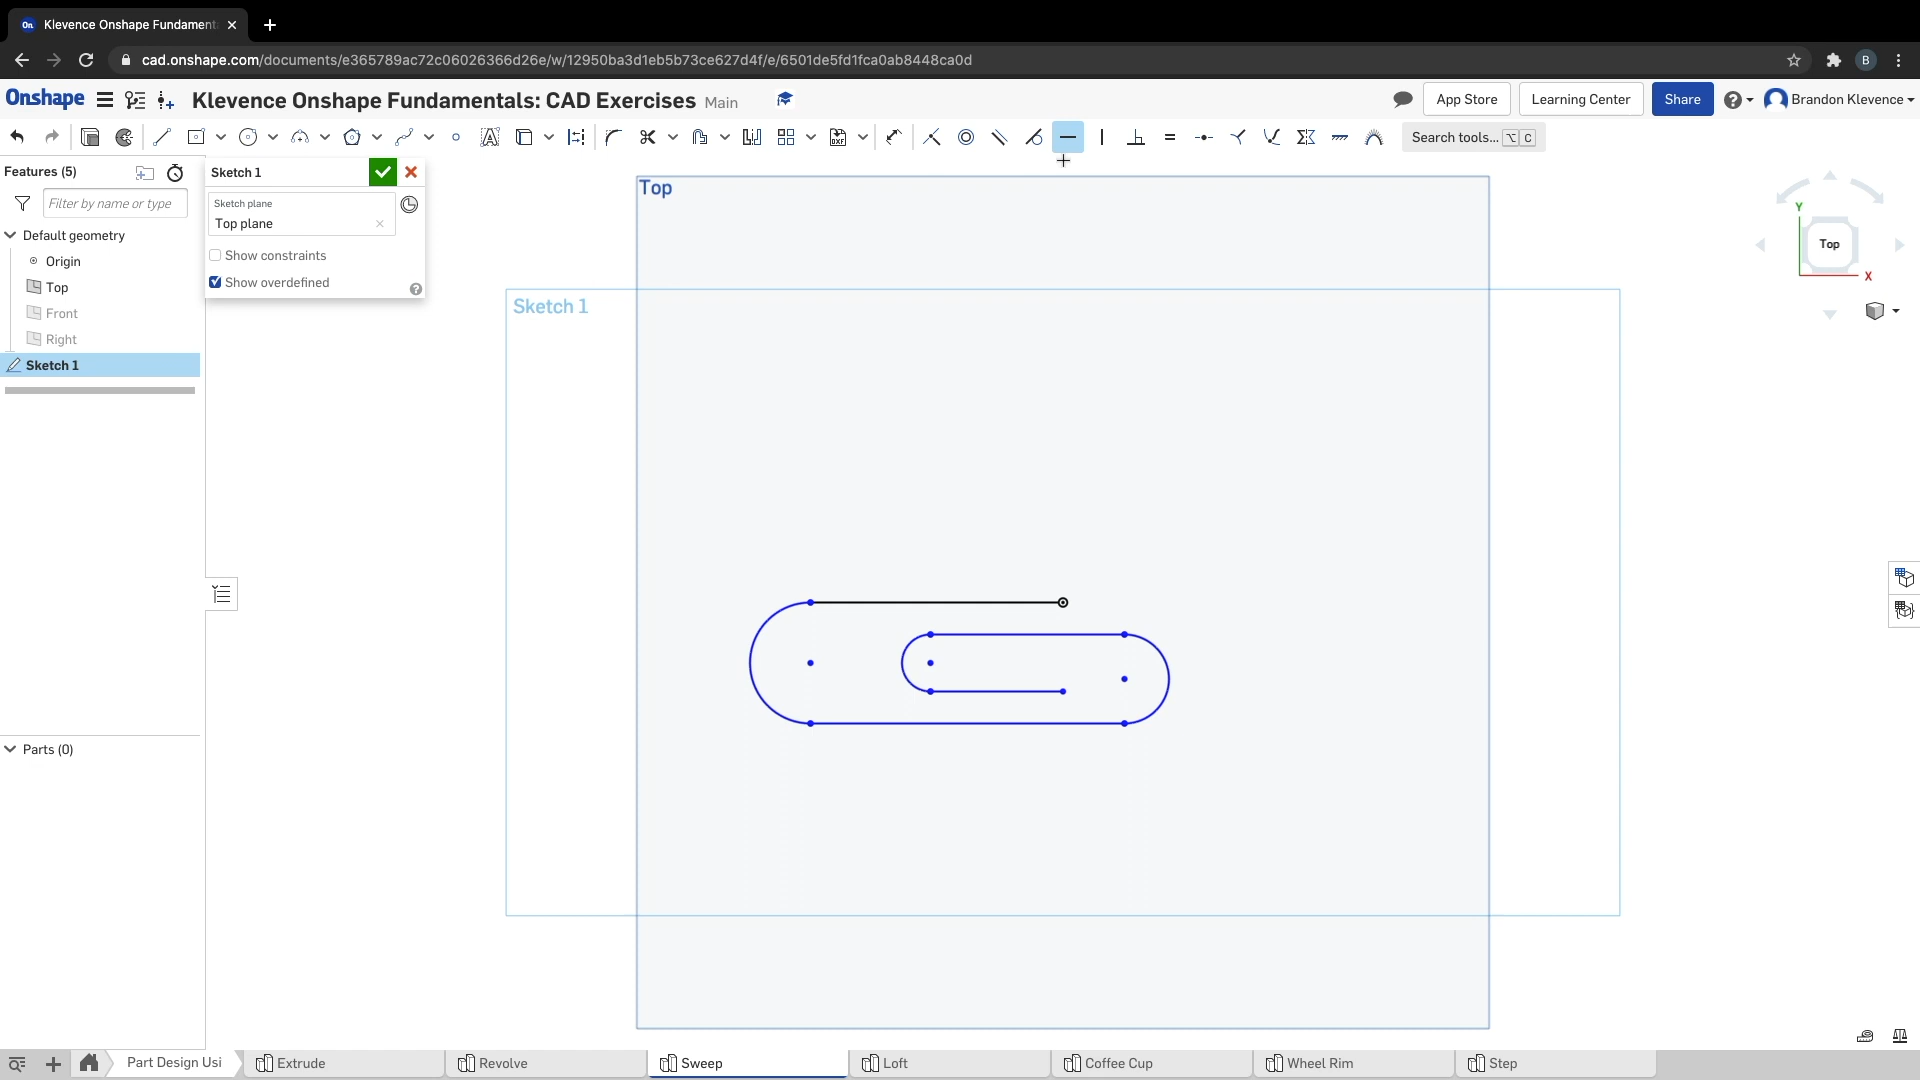 Klevence Onshape Fundament
cad.onshape.com/documents/e365789ac72c06026366d26e/w/12950ba3d1eb5b73ce627d4f/e/6501de5fd1fca0ab8448ca0d
B
Onshape
Klevence Onshape Fundamentals: CAD Exercises Main
App Store
Learning Center
Share
Brandon Klevence
Search tools... ⌥ C
Features (5)
Filter by name or type
Default geometry
Origin
Top
Front
Right
Sketch 1
Parts (0)
Sketch 1
Sketch plane
Top plane
Show constraints
Show overdefined
Top
Sketch 1
Y
Top
X
Part Design Usi
Extrude
Revolve
Sweep
Loft
Coffee Cup
Wheel Rim
Step